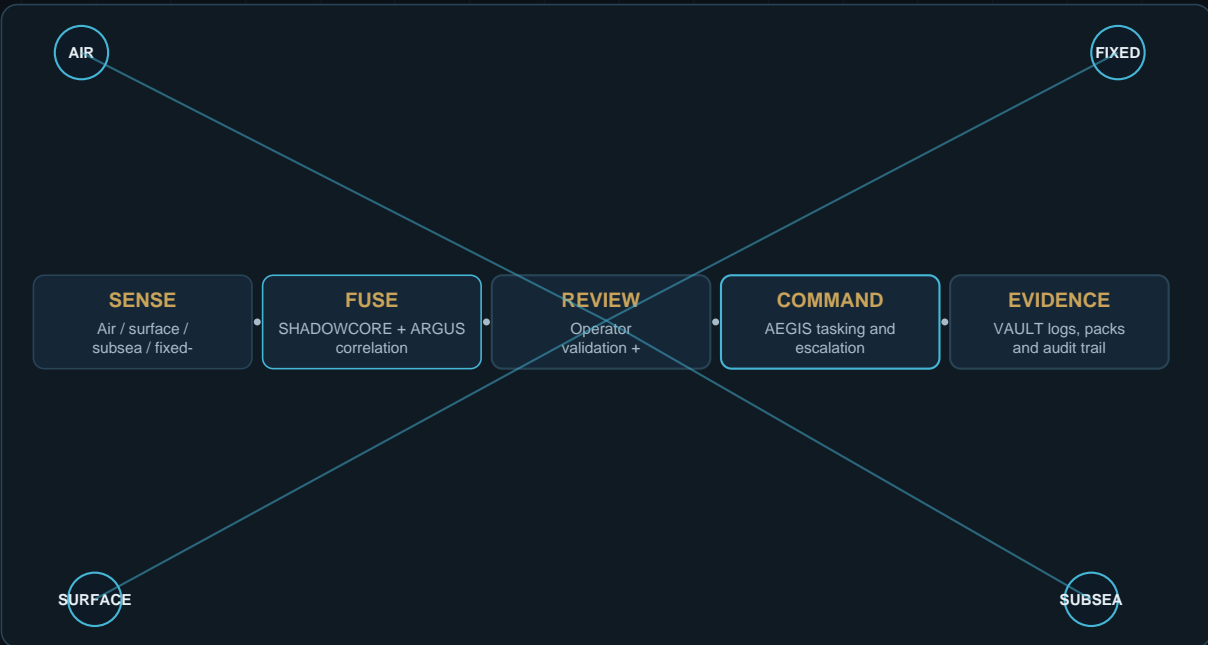 AIR
FIXED
SENSE
Air / surface /
subsea / fixed-
FUSE
SHADOWCORE + ARGUS
correlation
REVIEW
Operator
validation +
COMMAND
AEGIS tasking and
escalation
EVIDENCE
VAULT logs, packs
and audit trail
SURFACE
SUBSEA